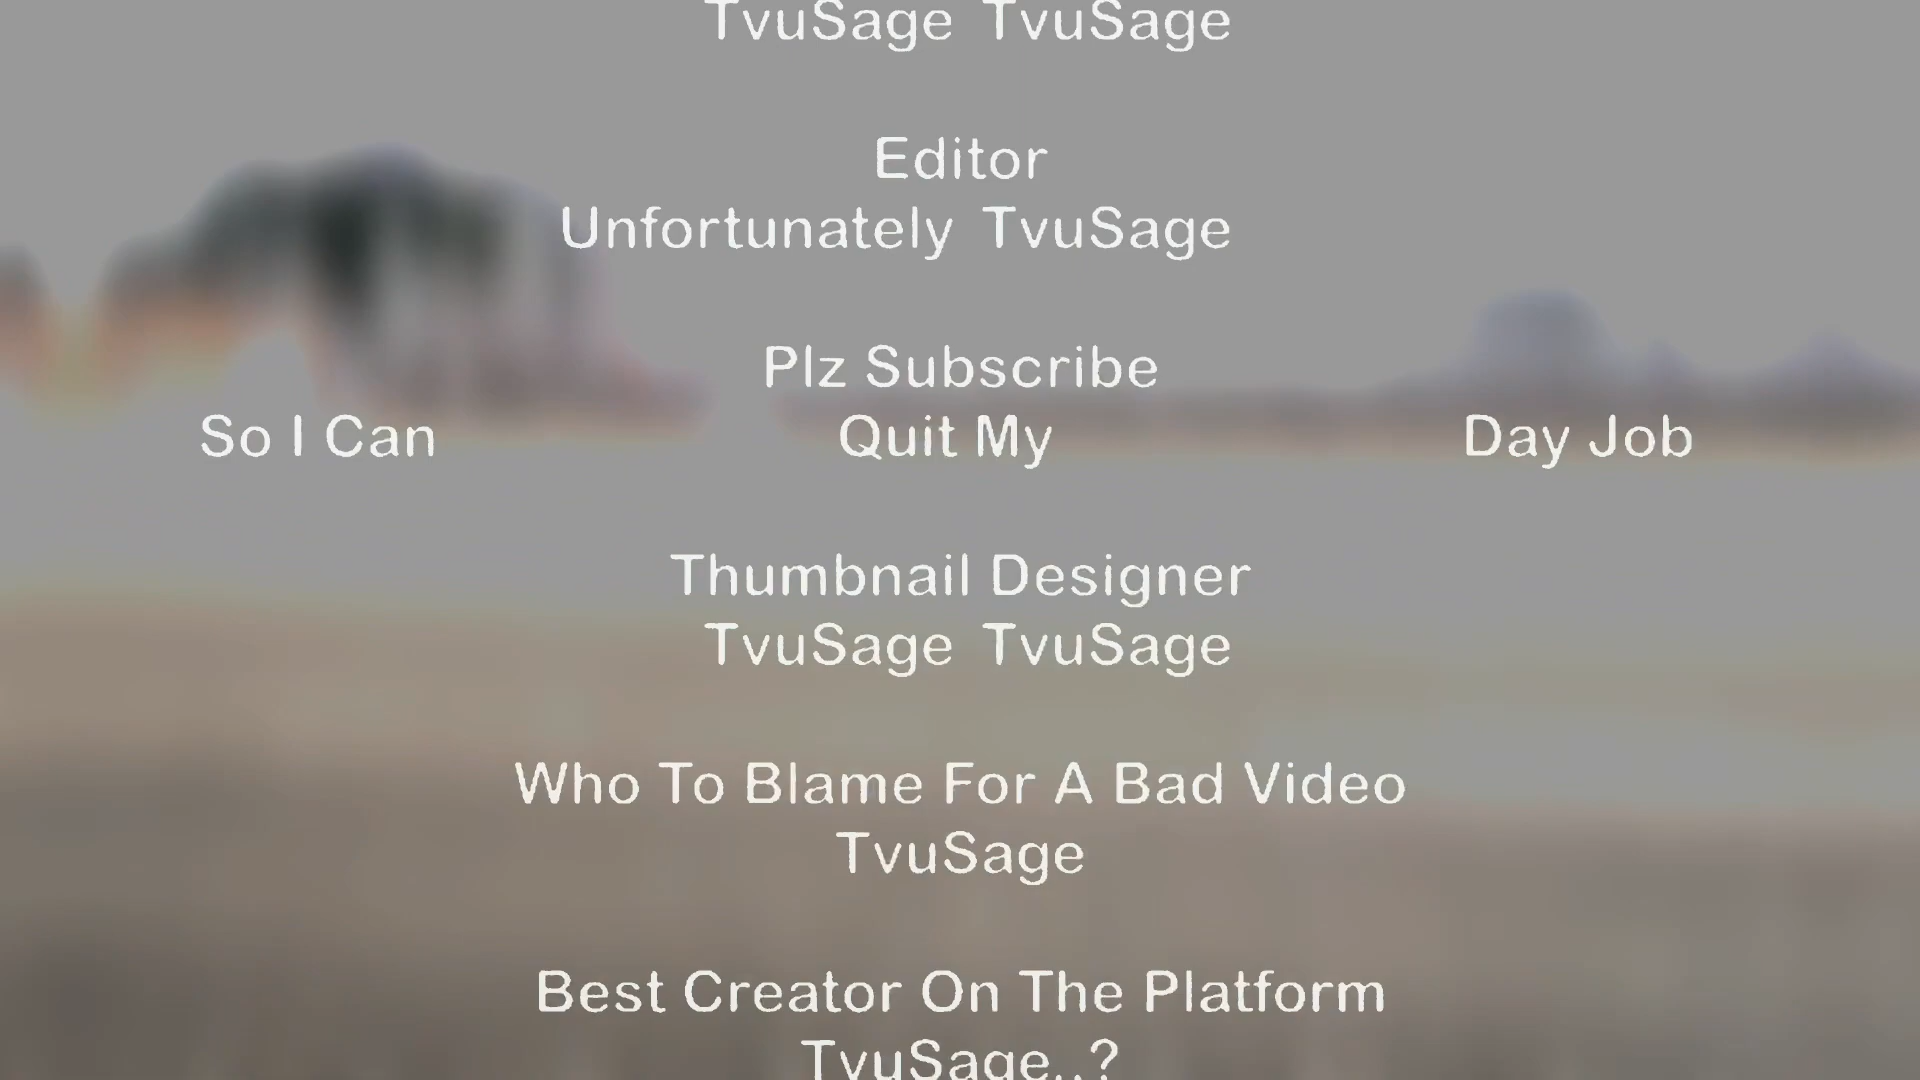 TvuSage TvuSage
Editor
Unfortunately TvuSage
Plz Subscribe
So I Can Quit My Day Job
Thumbnail Designer
TvuSage TvuSage
Who To Blame For A Bad Video
TvuSage
Best Creator On The Platform
TvuSage..?